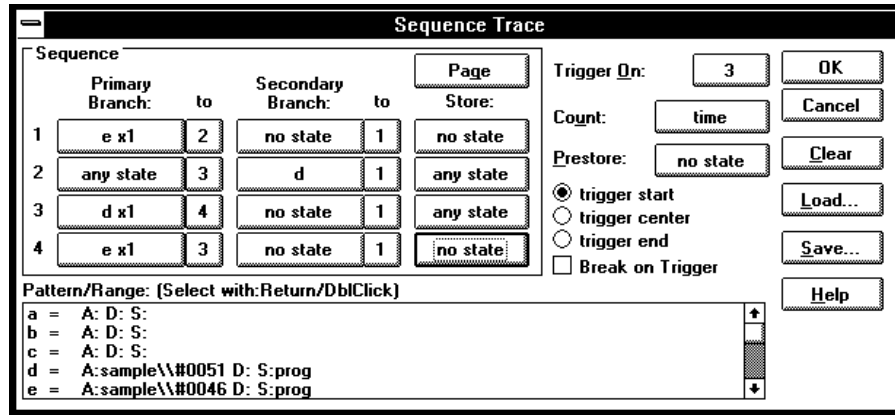 Sequence Trace
Sequence
Page
Primary Branch: to Secondary Branch: to Store:
1 e x1 2 no state 1 no state
2 any state 3 d 1 any state
3 d x1 4 no state 1 any state
4 e x1 3 no state 1 no state
Trigger On: 3
Count: time
Prestore: no state
trigger start
trigger center
trigger end
Break on Trigger
OK
Cancel
Clear
Load...
Save...
Help
Pattern/Range: (Select with:Return/DblClick)
a = A: D: S:
b = A: D: S:
c = A: D: S:
d = A:sample\\#0051 D: S:prog
e = A:sample\\#0046 D: S:prog